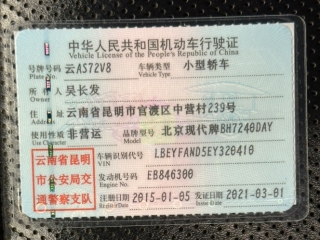 中华人民共和国机动车行驶证
Vehicle License of the People's Republic of China
号牌号码 云AS72V8 车辆类型 小型轿车
Plate No. Vehicle Type
所有人 吴长发
住址 云南省昆明市官渡区中营村239号
使用性质 非营运 品牌型号 北京现代牌BH7240DAY
云南省昆明 车辆识别代号 LBEYFAND5EY320410
VIN
市公安局交 发动机号码 EB846300
Engine No.
通警察支队 注册日期 2015-01-05 发证日期 2021-03-01
Register Date Issue Date